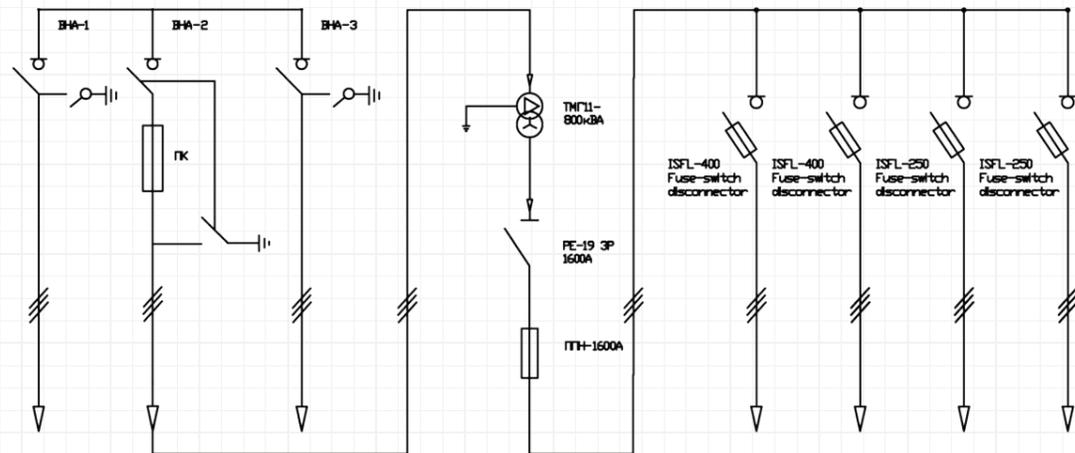 ВНА-1
ВНА-2
ВНА-3
ПК
ТМГ11-
800кВА
РЕ-19 ЗР
1600А
ППН-1600А
ISFL-400
Fuse-switch
disconnector
ISFL-400
Fuse-switch
disconnector
ISFL-250
Fuse-switch
disconnector
ISFL-250
Fuse-switch
disconnector